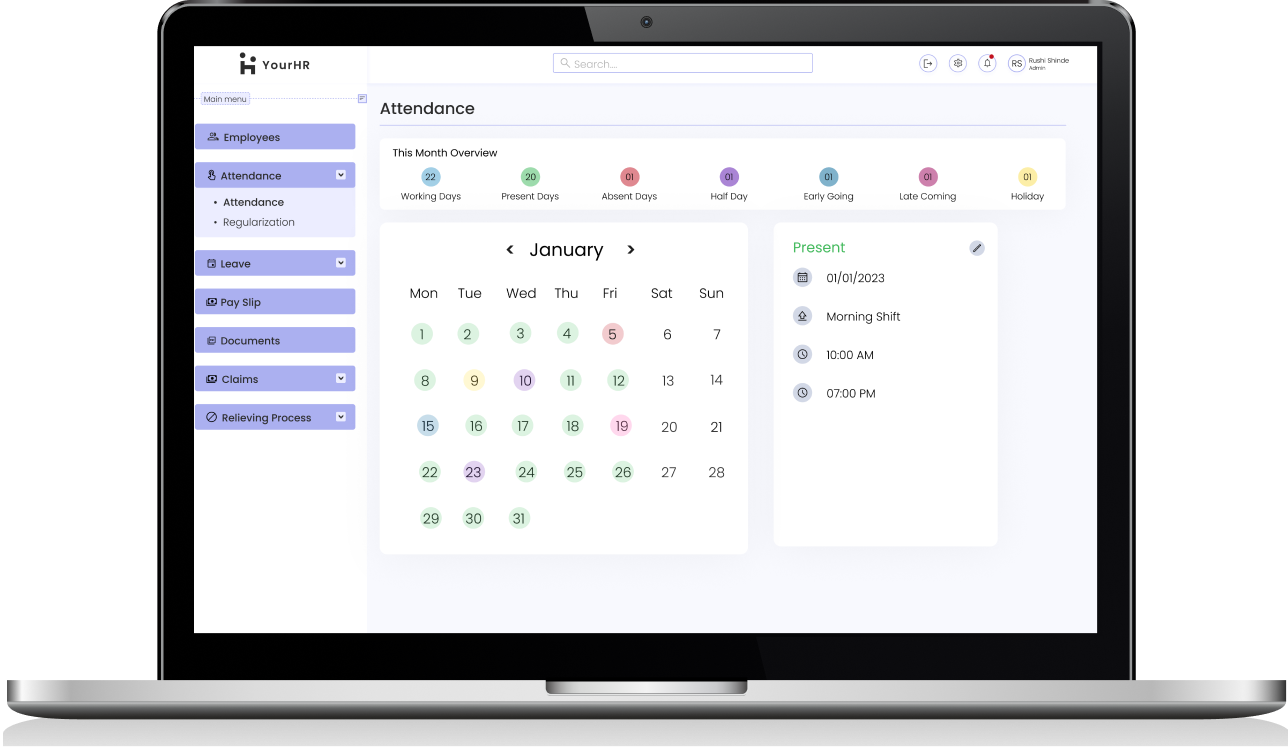 YourHR
Search....
RS
Rushi Shinde
Admin
Main menu
Employees
Attendance
Attendance
Regularization
Leave
Pay Slip
Documents
Claims
Relieving Process
Attendance
This Month Overview
22 20 01 01 01 01 01
Working Days Present Days Absent Days Half Day Early Going Late Coming Holiday
< January >
Mon Tue Wed Thu Fri Sat Sun
1 2 3 4 5 6 7
8 9 10 11 12 13 14
15 16 17 18 19 20 21
22 23 24 25 26 27 28
29 30 31
Present
01/01/2023
Morning Shift
10:00 AM
07:00 PM